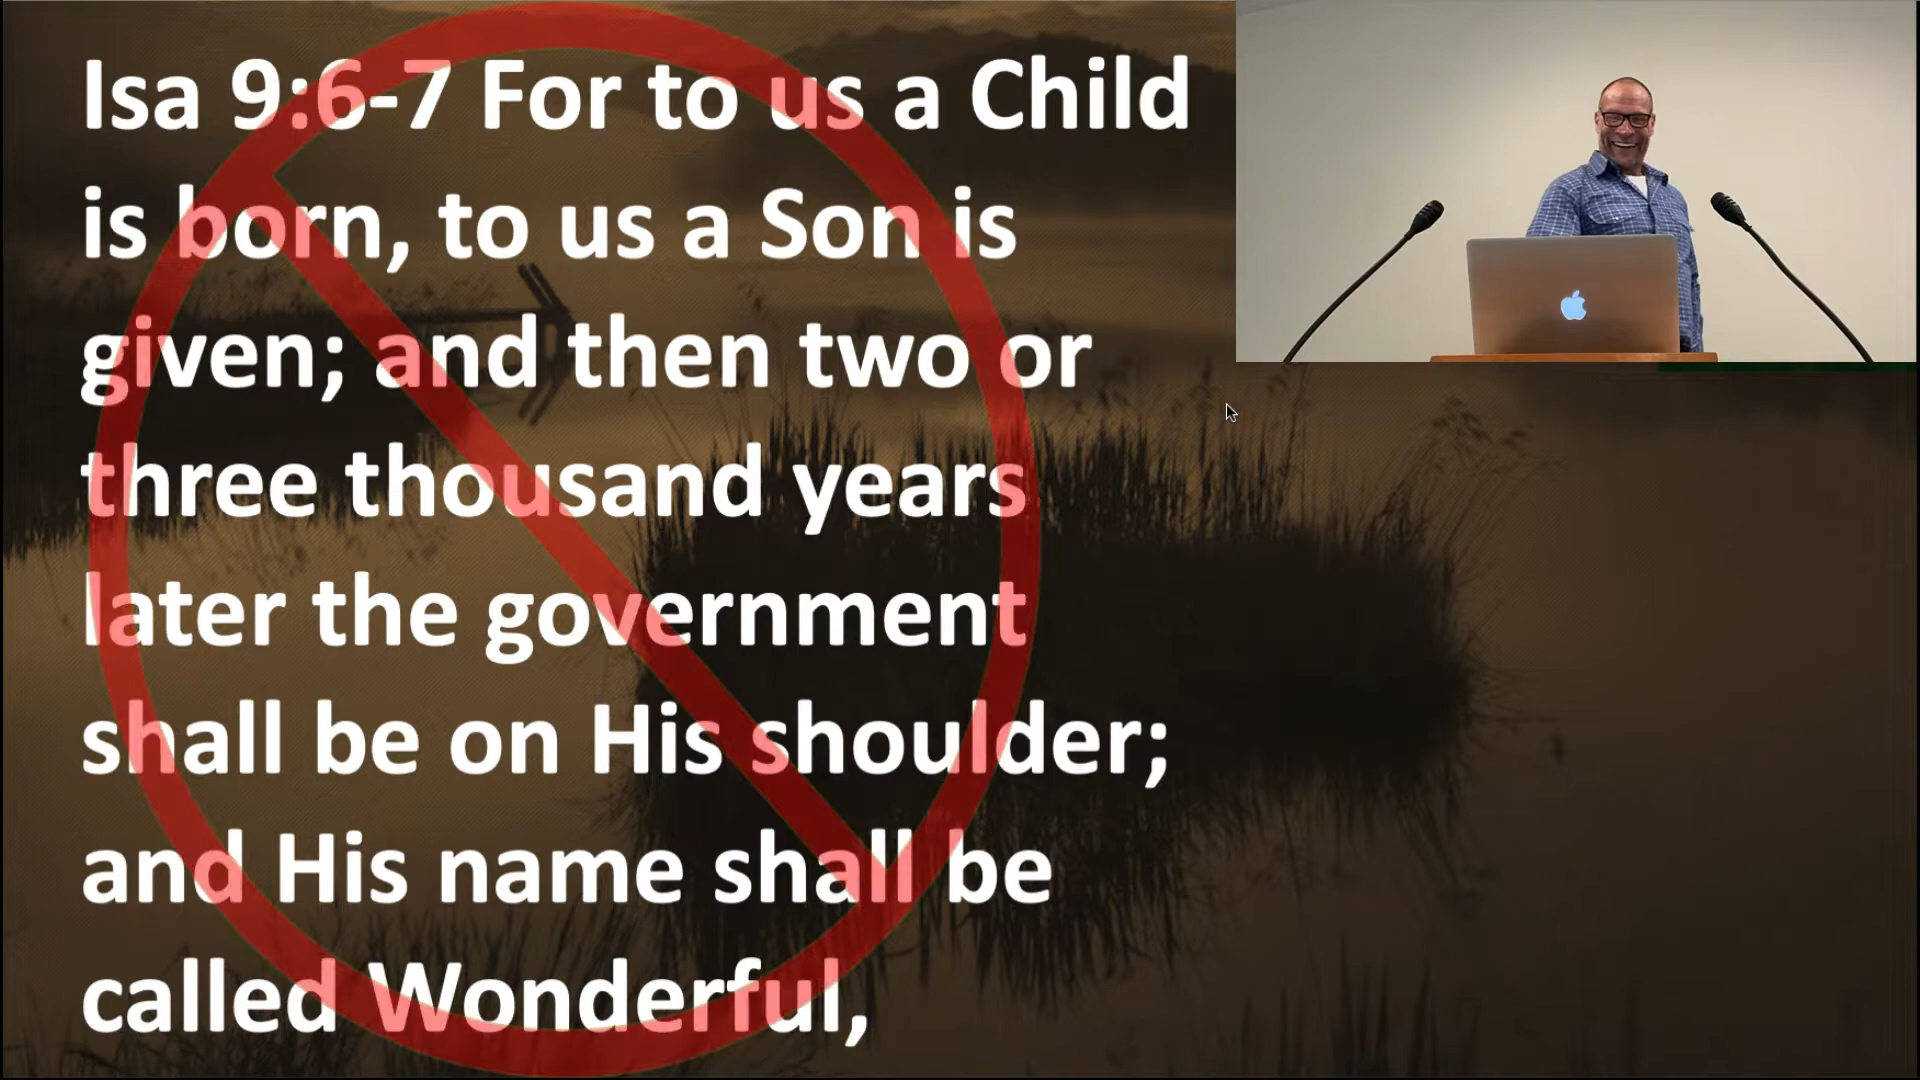 Isa 9:6-7 For to us a Child
is born, to us a Son is
given; and then two or
three thousand years
later the government
shall be on His shoulder;
and His name shall be
called Wonderful,